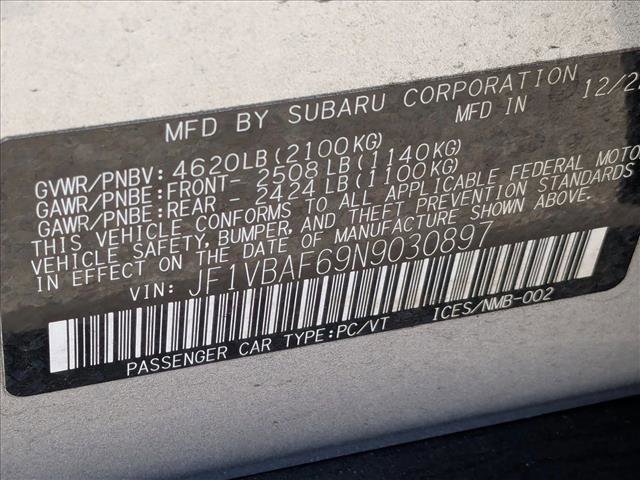 MFD BY SUBARU CORPORATION
MFD IN 12/2
GVWR/PNBV: 4620LB(2100KG)
GAWR/PNBE:FRONT- 2508LB(1140KG)
GAWR/PNBE:REAR - 2424LB(1100KG)
THIS VEHICLE CONFORMS TO ALL APPLICABLE FEDERAL MOTO
VEHICLE SAFETY, BUMPER, AND THEFT PREVENTION STANDARDS
IN EFFECT ON THE DATE OF MANUFACTURE SHOWN ABOVE.
VIN: JF1VBAF69N9030897
PASSENGER CAR TYPE:PC/VT ICES/NMB-002